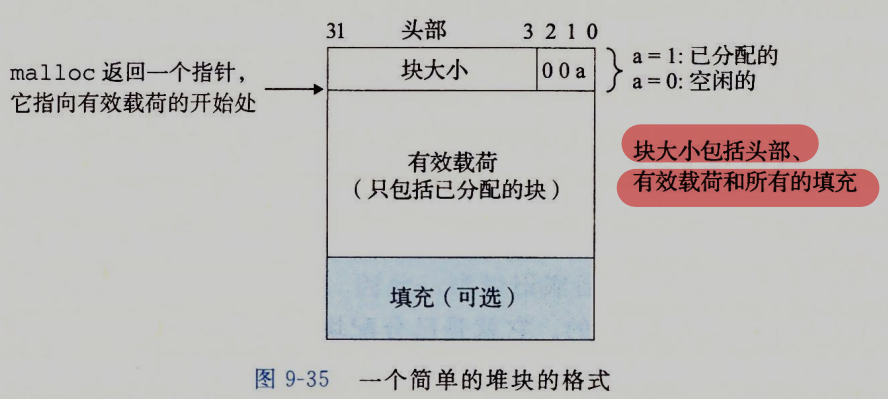 31 头部 3 2 1 0
块大小 0 0 a
a = 1: 已分配的
a = 0: 空闲的
malloc 返回一个指针，
它指向有效载荷的开始处
有效载荷
（只包括已分配的块）
块大小包括头部、
有效载荷和所有的填充
填充（可选）
图 9-35 一个简单的堆块的格式